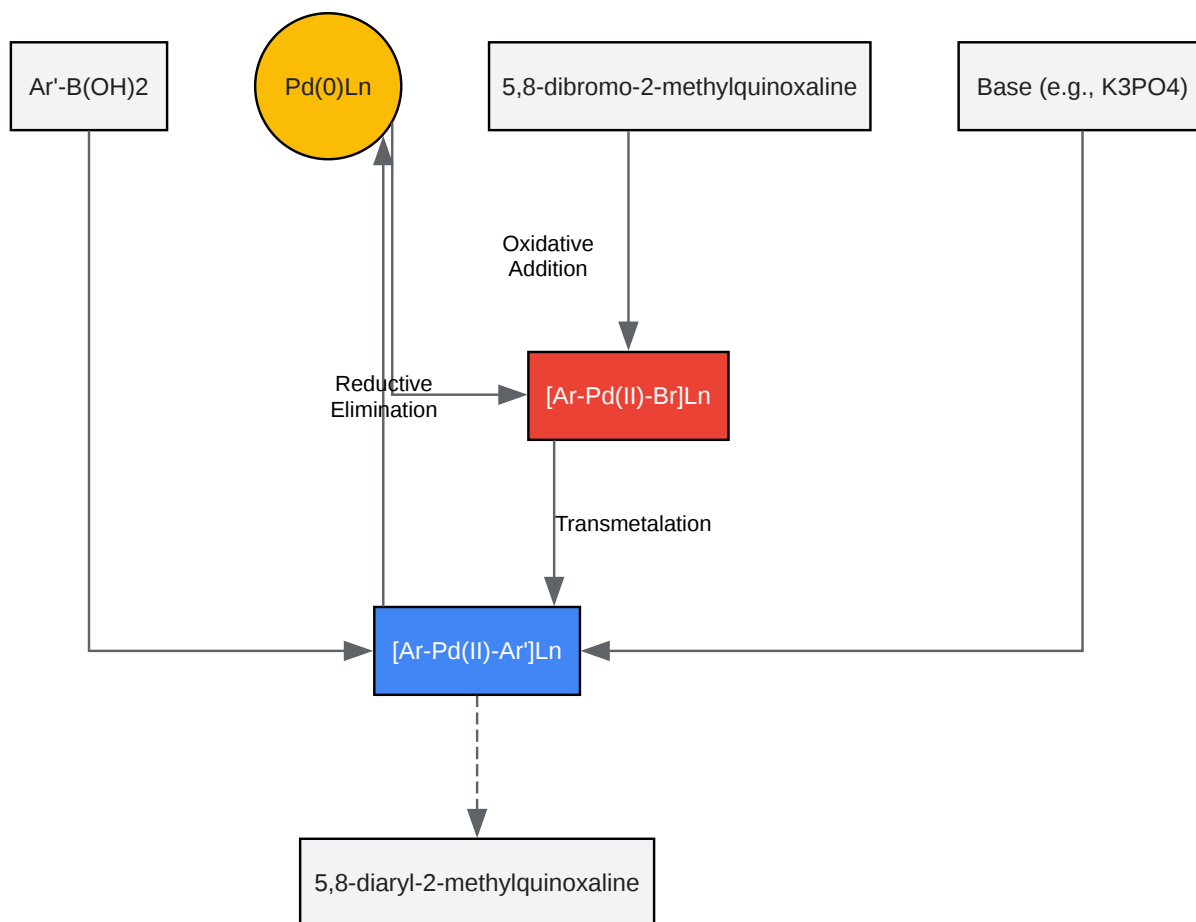 Ar'-B(OH)2
Pd(0)Ln
5,8-dibromo-2-methylquinoxaline
Base (e.g., K3PO4)
Oxidative
Addition
Reductive
Elimination
[Ar-Pd(II)-Br]Ln
Transmetalation
[Ar-Pd(II)-Ar']Ln
5,8-diaryl-2-methylquinoxaline